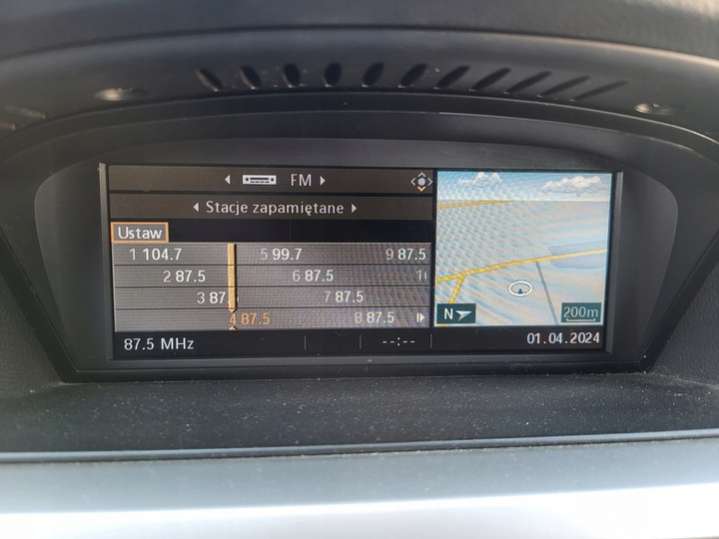 FM
Stacje zapamiętane
Ustaw
1 104.7 5 99.7 9 87.5
2 87.5 6 87.5
3 87. 7 87.5
4 87.5 8 87.5
N 200m
87.5 MHz --:-- 01.04.2024